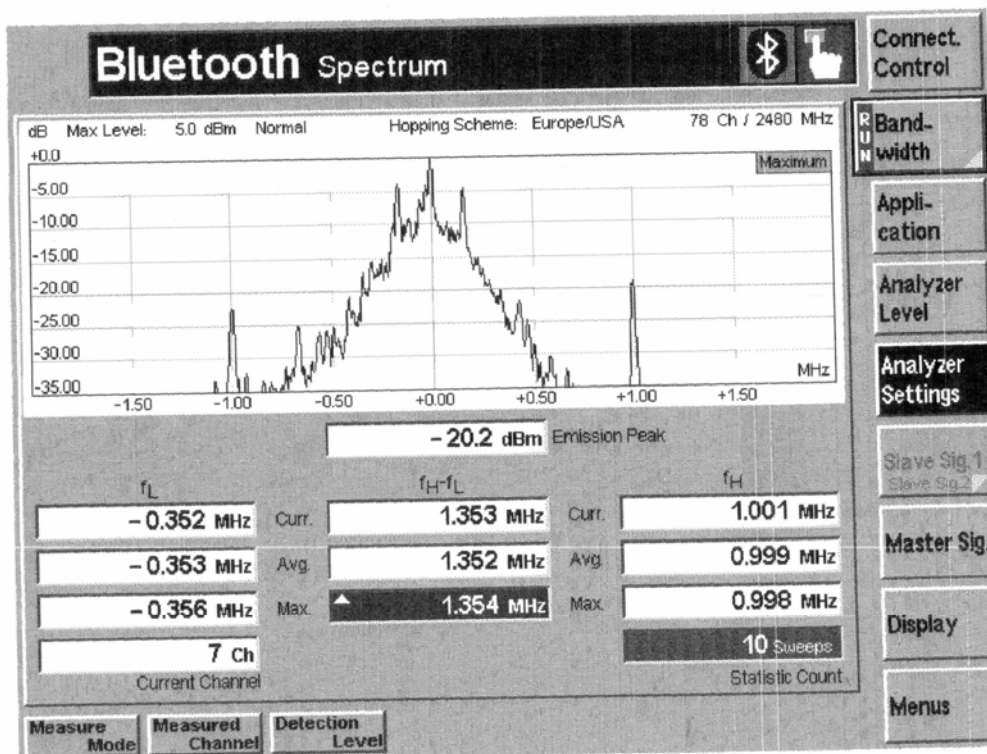 Bluetooth Spectrum
Connect.
Control
dB Max Level: 5.0 dBm Normal Hopping Scheme: Europe/USA 78 Ch / 2480 MHz
RUN
Band-
width
+0.0
Maximum
-5.00
-10.00
-15.00
-20.00
-25.00
-30.00
-35.00
MHz
-1.50 -1.00 -0.50 +0.00 +0.50 +1.00 +1.50
Appli-
cation
Analyzer
Level
Analyzer
Settings
Slave Sig.1
Slave Sig.2
Master Sig.
Display
Menus
-20.2 dBm Emission Peak
fL fH-fL fH
-0.352 MHz Curr. 1.353 MHz Curr. 1.001 MHz
-0.353 MHz Avg. 1.352 MHz Avg. 0.999 MHz
-0.356 MHz Max. 1.354 MHz Max. 0.998 MHz
7 Ch 10 Sweeps
Current Channel Statistic Count
Measure
Mode
Measured
Channel
Detection
Level